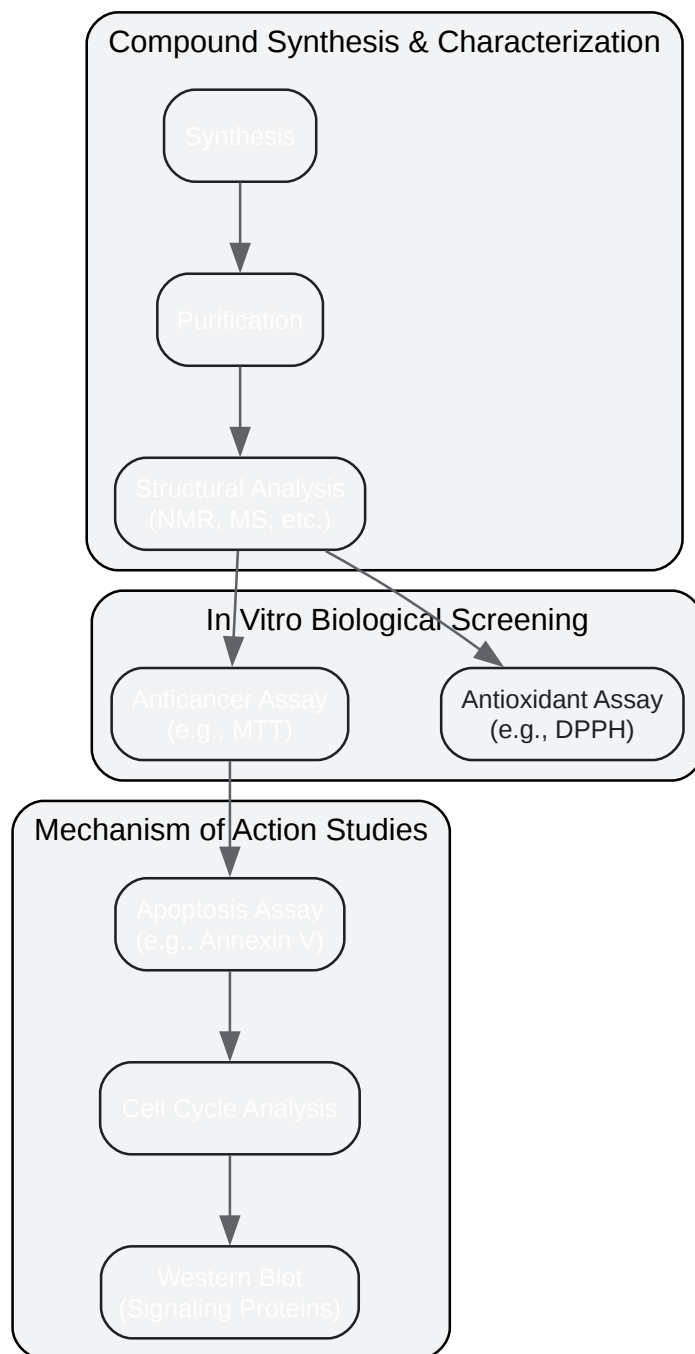 Compound Synthesis & Characterization
Synthesis
Purification
Structural Analysis
(NMR, MS, etc.)
In Vitro Biological Screening
Anticancer Assay
(e.g., MTT)
Antioxidant Assay
(e.g., DPPH)
Mechanism of Action Studies
Apoptosis Assay
(e.g., Annexin V)
Cell Cycle Analysis
Western Blot
(Signaling Proteins)